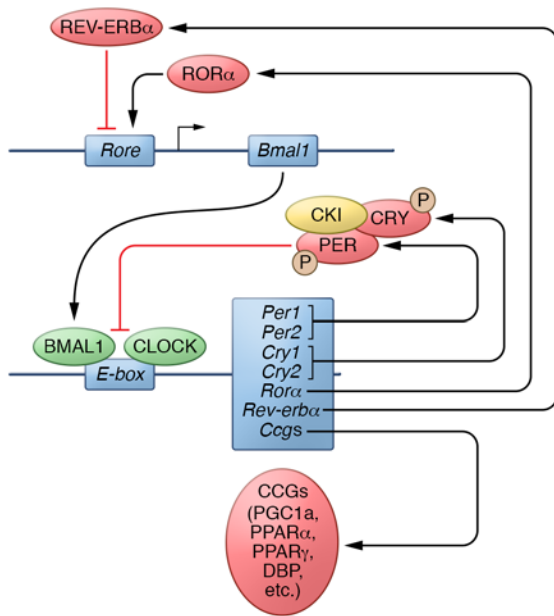 REV-ERBα
RORα
Rore
Bmal1
CKI
CRY
P
PER
P
BMAL1
CLOCK
E-box
Per1
Per2
Cry1
Cry2
Rorα
Rev-erbα
Ccgs
CCGs
(PGC1a,
PPARα,
PPARγ,
DBP,
etc.)